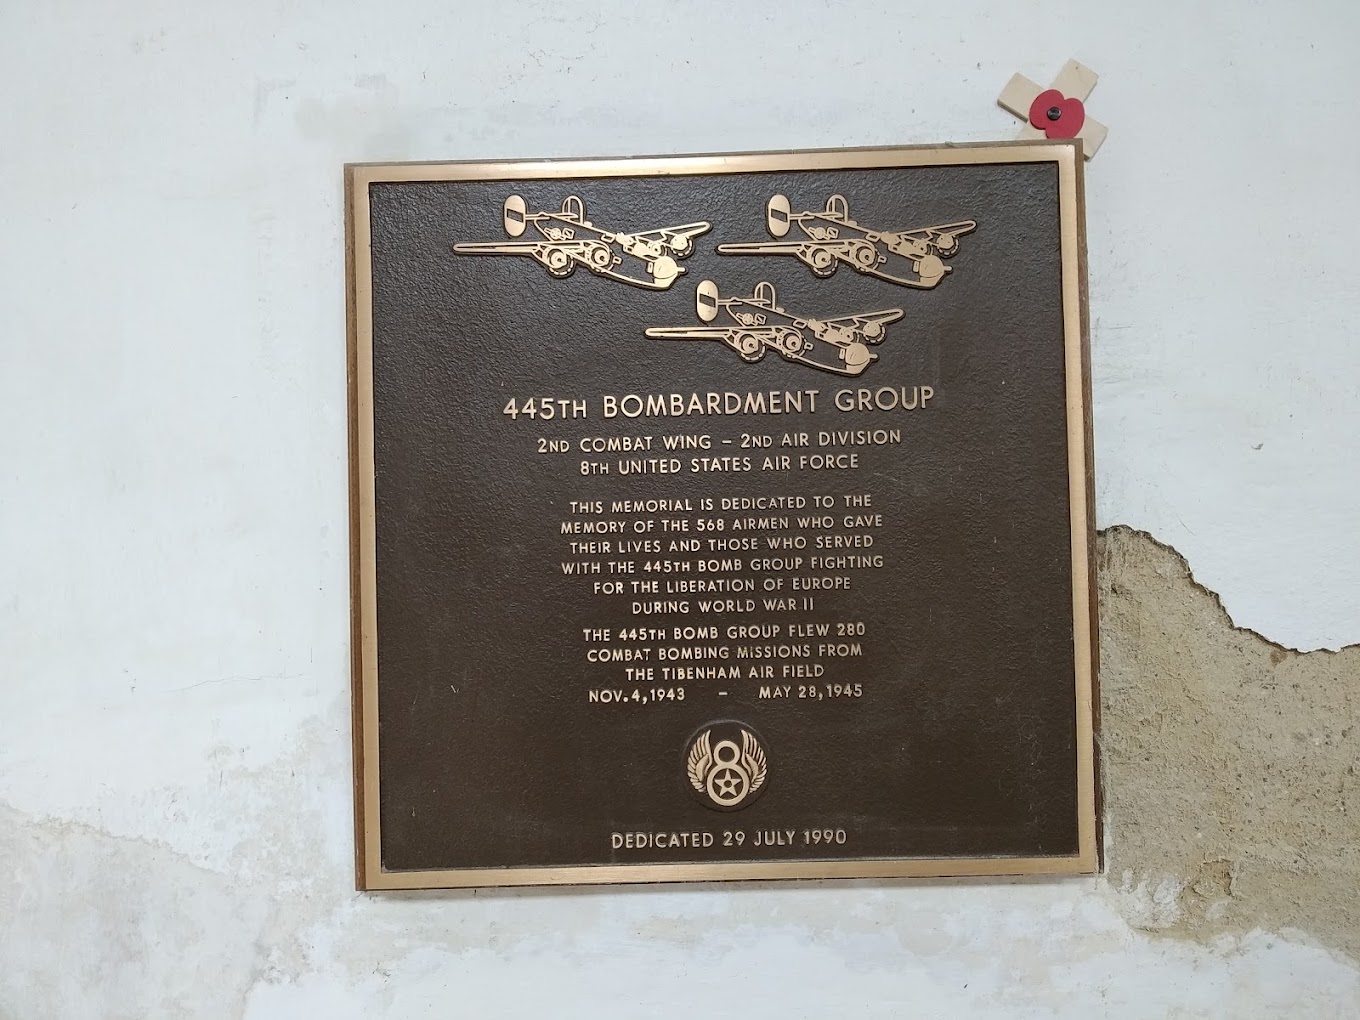 445TH BOMBARDMENT GROUP
2ND COMBAT WING – 2ND AIR DIVISION
8TH UNITED STATES AIR FORCE
THIS MEMORIAL IS DEDICATED TO THE
MEMORY OF THE 568 AIRMEN WHO GAVE
THEIR LIVES AND THOSE WHO SERVED
WITH THE 445TH BOMB GROUP FIGHTING
FOR THE LIBERATION OF EUROPE
DURING WORLD WAR II
THE 445TH BOMB GROUP FLEW 280
COMBAT BOMBING MISSIONS FROM
THE TIBENHAM AIR FIELD
NOV. 4, 1943 – MAY 28, 1945
8
DEDICATED 29 JULY 1990